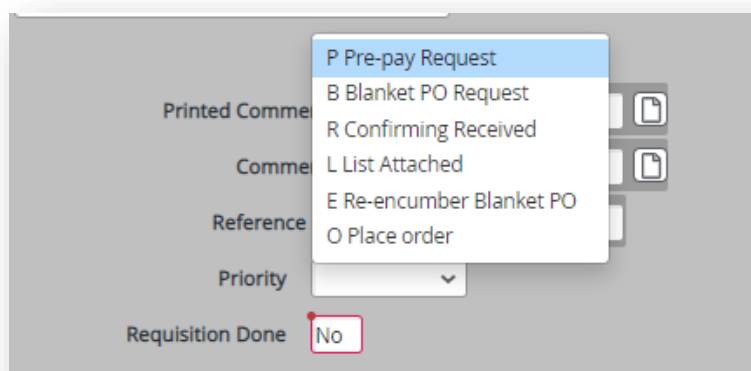 P Pre-pay Request
B Blanket PO Request
Printed Comme
R Confirming Received
Comme
L List Attached
E Re-encumber Blanket PO
Reference
O Place order
Priority
Requisition Done No